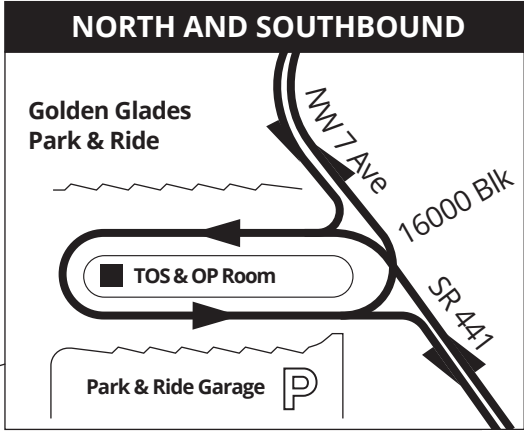 NORTH AND SOUTHBOUND
Golden Glades
Park & Ride
NW 7 Ave
16000 Blk
TOS & OP Room
SR 441
Park & Ride Garage P